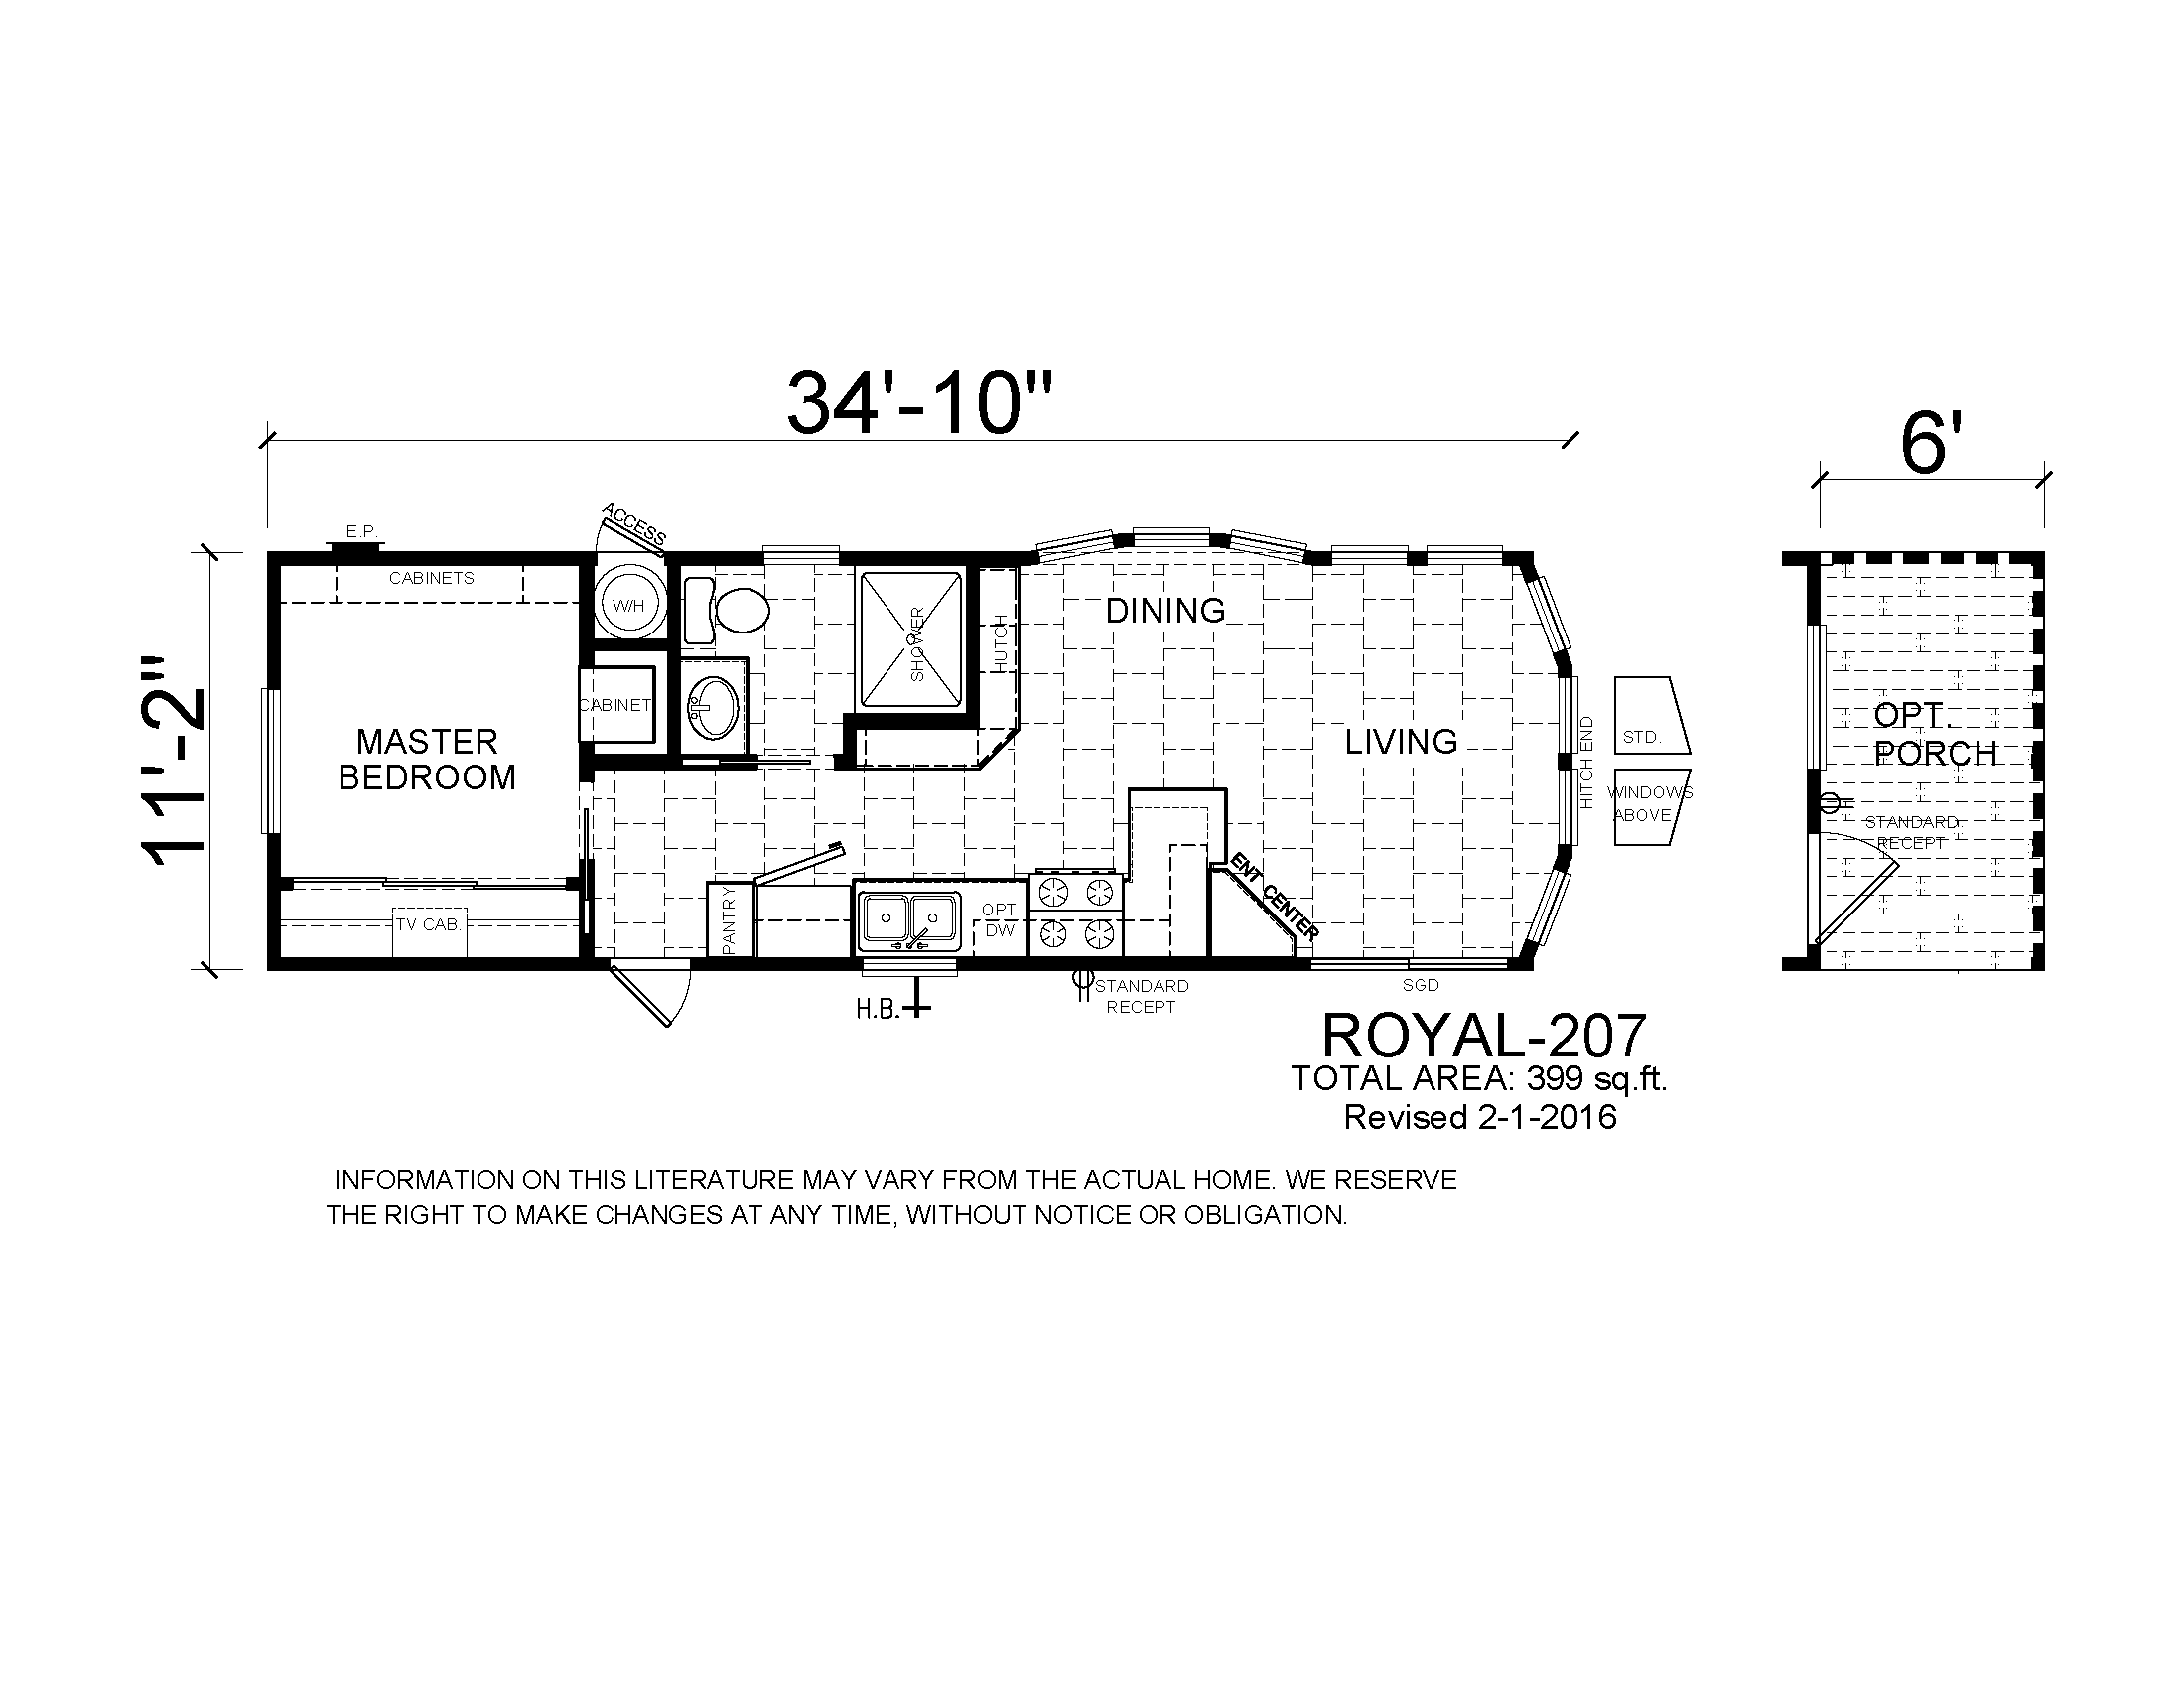 34'-10"
6'
11'-2"
E.P.
ACCESS
CABINETS
W/H
SHOWER
HUTCH
DINING
CABINET
MASTER
BEDROOM
LIVING
HITCH END
STD.
WINDOWS
ABOVE
OPT.
PORCH
STANDARD
RECEPT
TV CAB.
PANTRY
OPT
DW
ENT CENTER
H.B.
STANDARD
RECEPT
SGD
ROYAL-207
TOTAL AREA: 399 sq.ft.
Revised 2-1-2016
INFORMATION ON THIS LITERATURE MAY VARY FROM THE ACTUAL HOME. WE RESERVE
THE RIGHT TO MAKE CHANGES AT ANY TIME, WITHOUT NOTICE OR OBLIGATION.